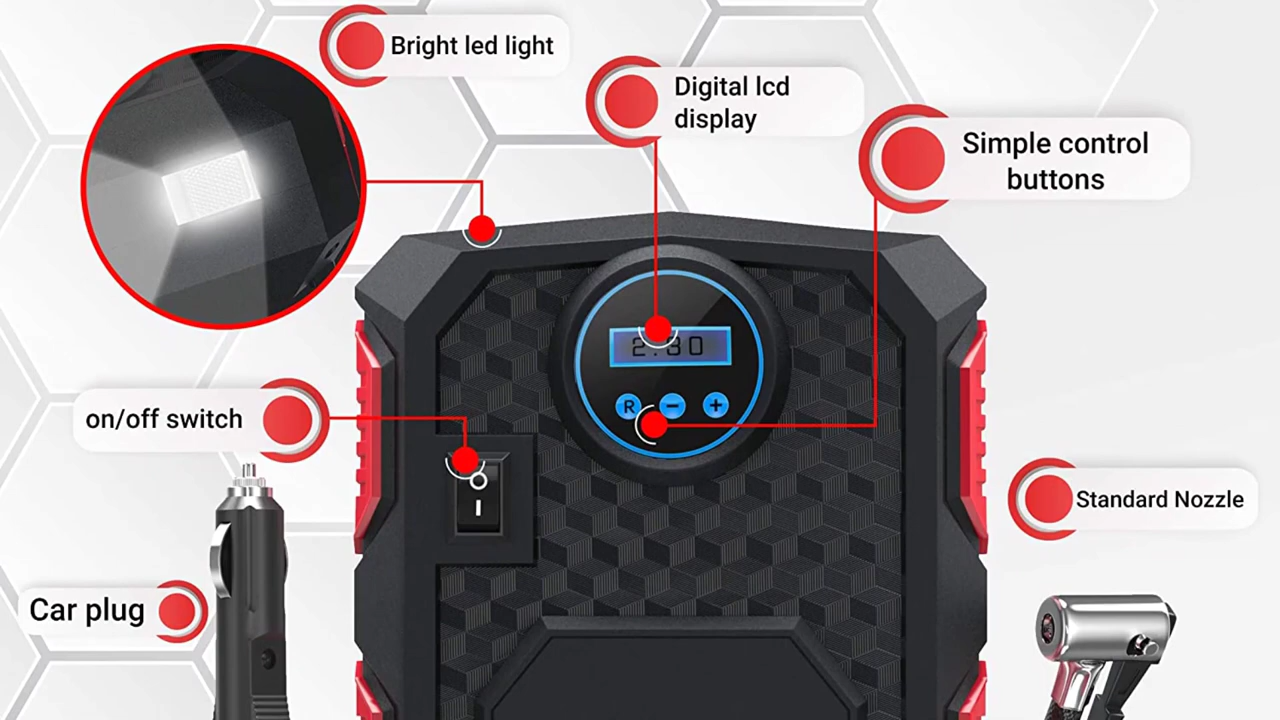 Bright led light
Digital lcd
display
Simple control
buttons
2.80
R - +
on/off switch
O
I
Standard Nozzle
Car plug